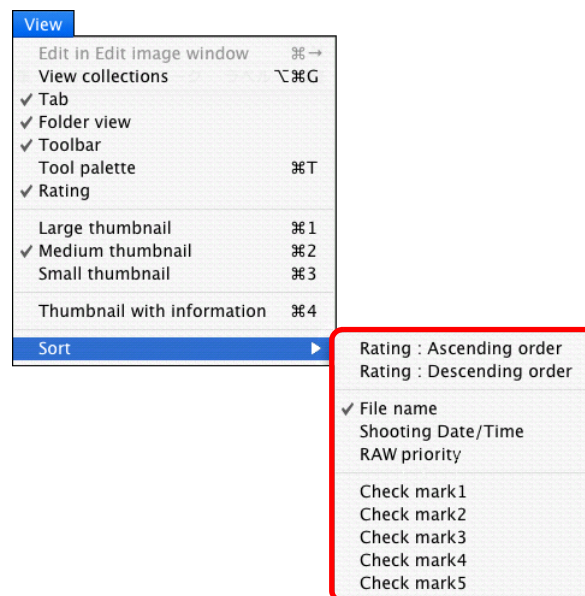 View
Edit in Edit image window ⌘→
View collections ⌥⌘G
✓ Tab
✓ Folder view
✓ Toolbar
Tool palette ⌘T
✓ Rating
Large thumbnail ⌘1
✓ Medium thumbnail ⌘2
Small thumbnail ⌘3
Thumbnail with information ⌘4
Sort ▶
Rating : Ascending order
Rating : Descending order
✓ File name
Shooting Date/Time
RAW priority
Check mark1
Check mark2
Check mark3
Check mark4
Check mark5